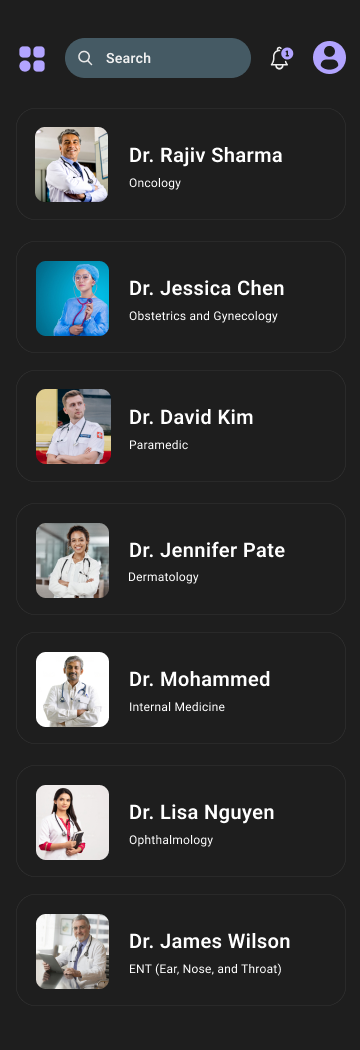 Search
1
Dr. Rajiv Sharma
Oncology
Dr. Jessica Chen
Obstetrics and Gynecology
Dr. David Kim
Paramedic
Dr. Jennifer Pate
Dermatology
Dr. Mohammed
Internal Medicine
Dr. Lisa Nguyen
Ophthalmology
Dr. James Wilson
ENT (Ear, Nose, and Throat)